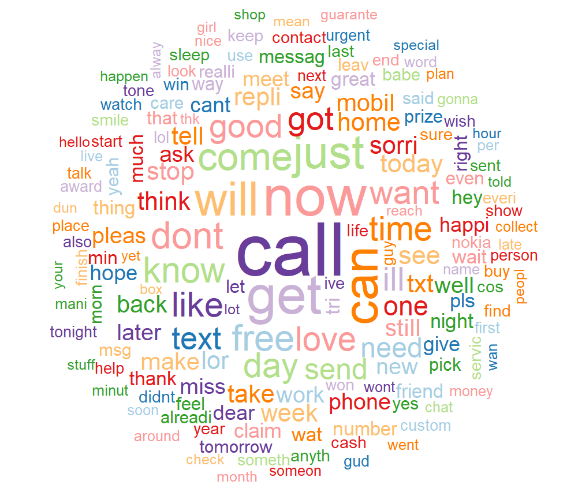 shop mean guarante
girl keep contact urgent
nice
alway sleep use messag last special
happen look realli leav end word
tone win way meet great babe plan
watch care cant repli say mobil said gonna
smile that thk good got home prize wish
hello start lol tell sure hour
live yeah much ask come just sorri right per
talk stop today even sent
award think will now want hey told
dun thing reach happi everi
place pleas dont call life time nokia show collect
also min yet know can guy see wait late
finish person
your hope box get ive ill name buy peopl
mani morn let tri txt well cos
back like lot one pls find
tonight later text free love still night first
msg need give servic wan
stuff help make lor day send new pick
minut thank miss won wont friend money
didnt feel take work phone yes chat
soon alreadi dear week number custom
around year claim wat cash went
tomorrow anyth
check someth gud
month someon